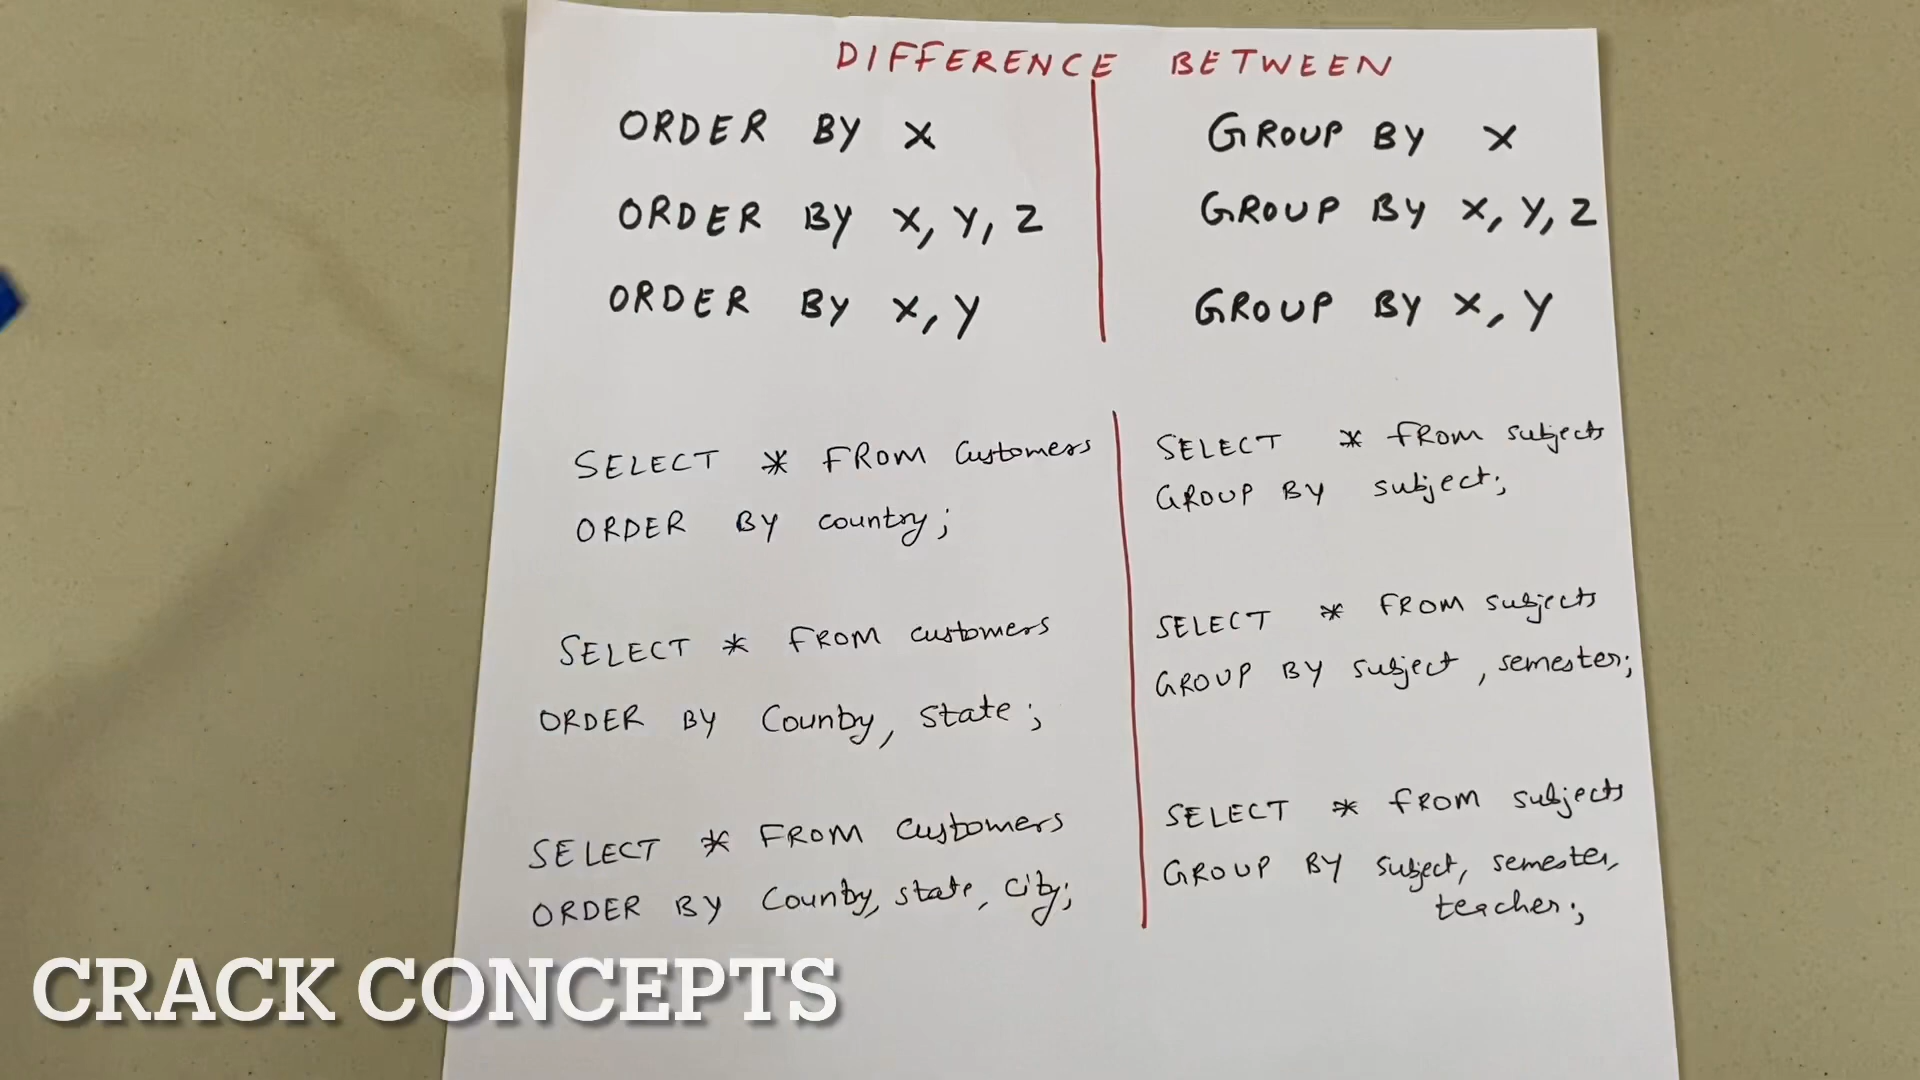 DIFFERENCE BETWEEN
ORDER BY X
ORDER BY X, Y, Z
ORDER BY X, Y
GROUP BY X
GROUP BY X, Y, Z
GROUP BY X, Y
SELECT * FROM Customers
ORDER BY country;
SELECT * FROM customers
ORDER BY Country, state;
SELECT * FROM Customers
ORDER BY Country, state, city;
SELECT * FROM subjects
GROUP BY subject;
SELECT * FROM subjects
GROUP BY subject, semester;
SELECT * FROM subjects
GROUP BY subject, semester,
teacher;
CRACK CONCEPTS